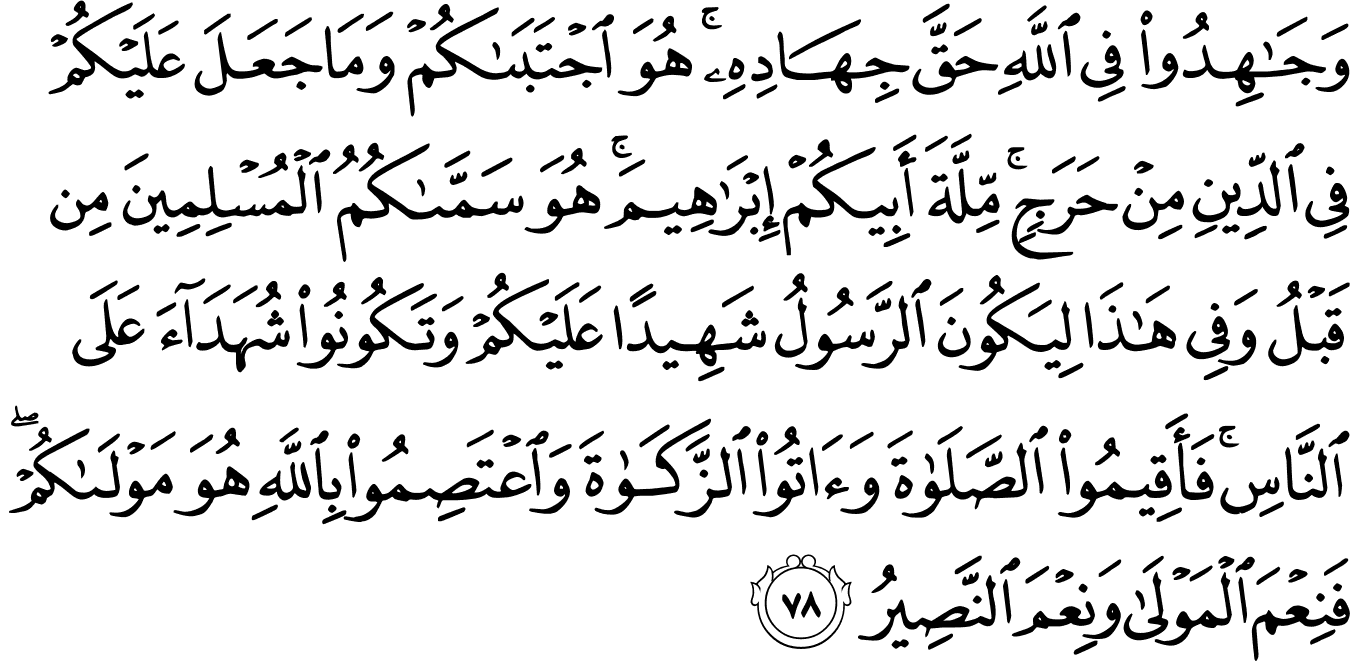 وَجَـٰهِدُوا۟ فِى ٱللَّهِ حَقَّ جِهَادِهِۦ ۚ هُوَ ٱجْتَبَىٰكُمْ وَمَا جَعَلَ عَلَيْكُمْ
فِى ٱلدِّينِ مِنْ حَرَجٍ ۚ مِّلَّةَ أَبِيكُمْ إِبْرَٰهِيمَ ۚ هُوَ سَمَّىٰكُمُ ٱلْمُسْلِمِينَ مِن
قَبْلُ وَفِى هَـٰذَا لِيَكُونَ ٱلرَّسُولُ شَهِيدًا عَلَيْكُمْ وَتَكُونُوا۟ شُهَدَآءَ عَلَى
ٱلنَّاسِ ۚ فَأَقِيمُوا۟ ٱلصَّلَوٰةَ وَءَاتُوا۟ ٱلزَّكَوٰةَ وَٱعْتَصِمُوا۟ بِٱللَّهِ هُوَ مَوْلَىٰكُمْ ۖ
فَنِعْمَ ٱلْمَوْلَىٰ وَنِعْمَ ٱلنَّصِيرُ ٧٨